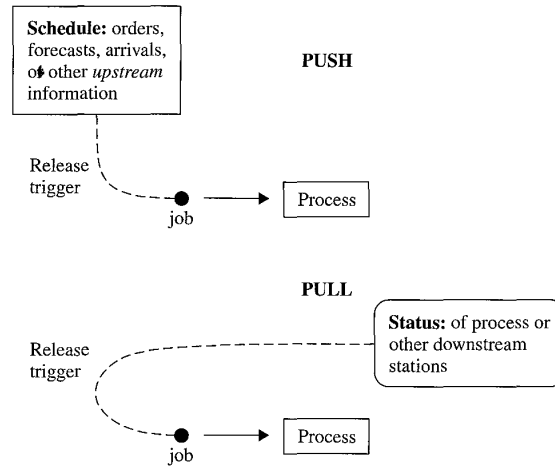 Schedule: orders,
forecasts, arrivals,
or other upstream
information
PUSH
Release
trigger
job
Process
PULL
Status: of process or
other downstream
stations
Release
trigger
job
Process